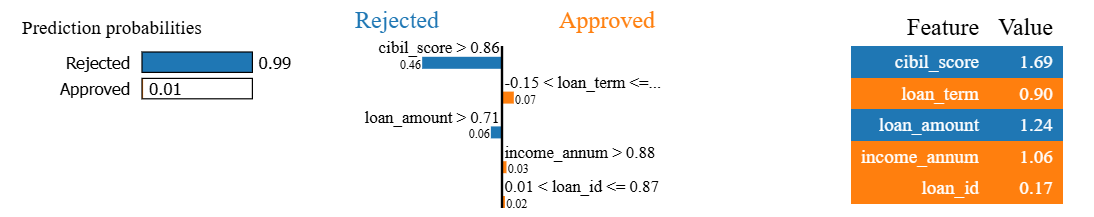 Prediction probabilities
Rejected 0.99
Approved 0.01
Rejected Approved
cibil_score > 0.86
0.46
-0.15 < loan_term <=...
0.07
loan_amount > 0.71
0.06
income_annum > 0.88
0.03
0.01 < loan_id <= 0.87
0.02
Feature Value
cibil_score 1.69
loan_term 0.90
loan_amount 1.24
income_annum 1.06
loan_id 0.17